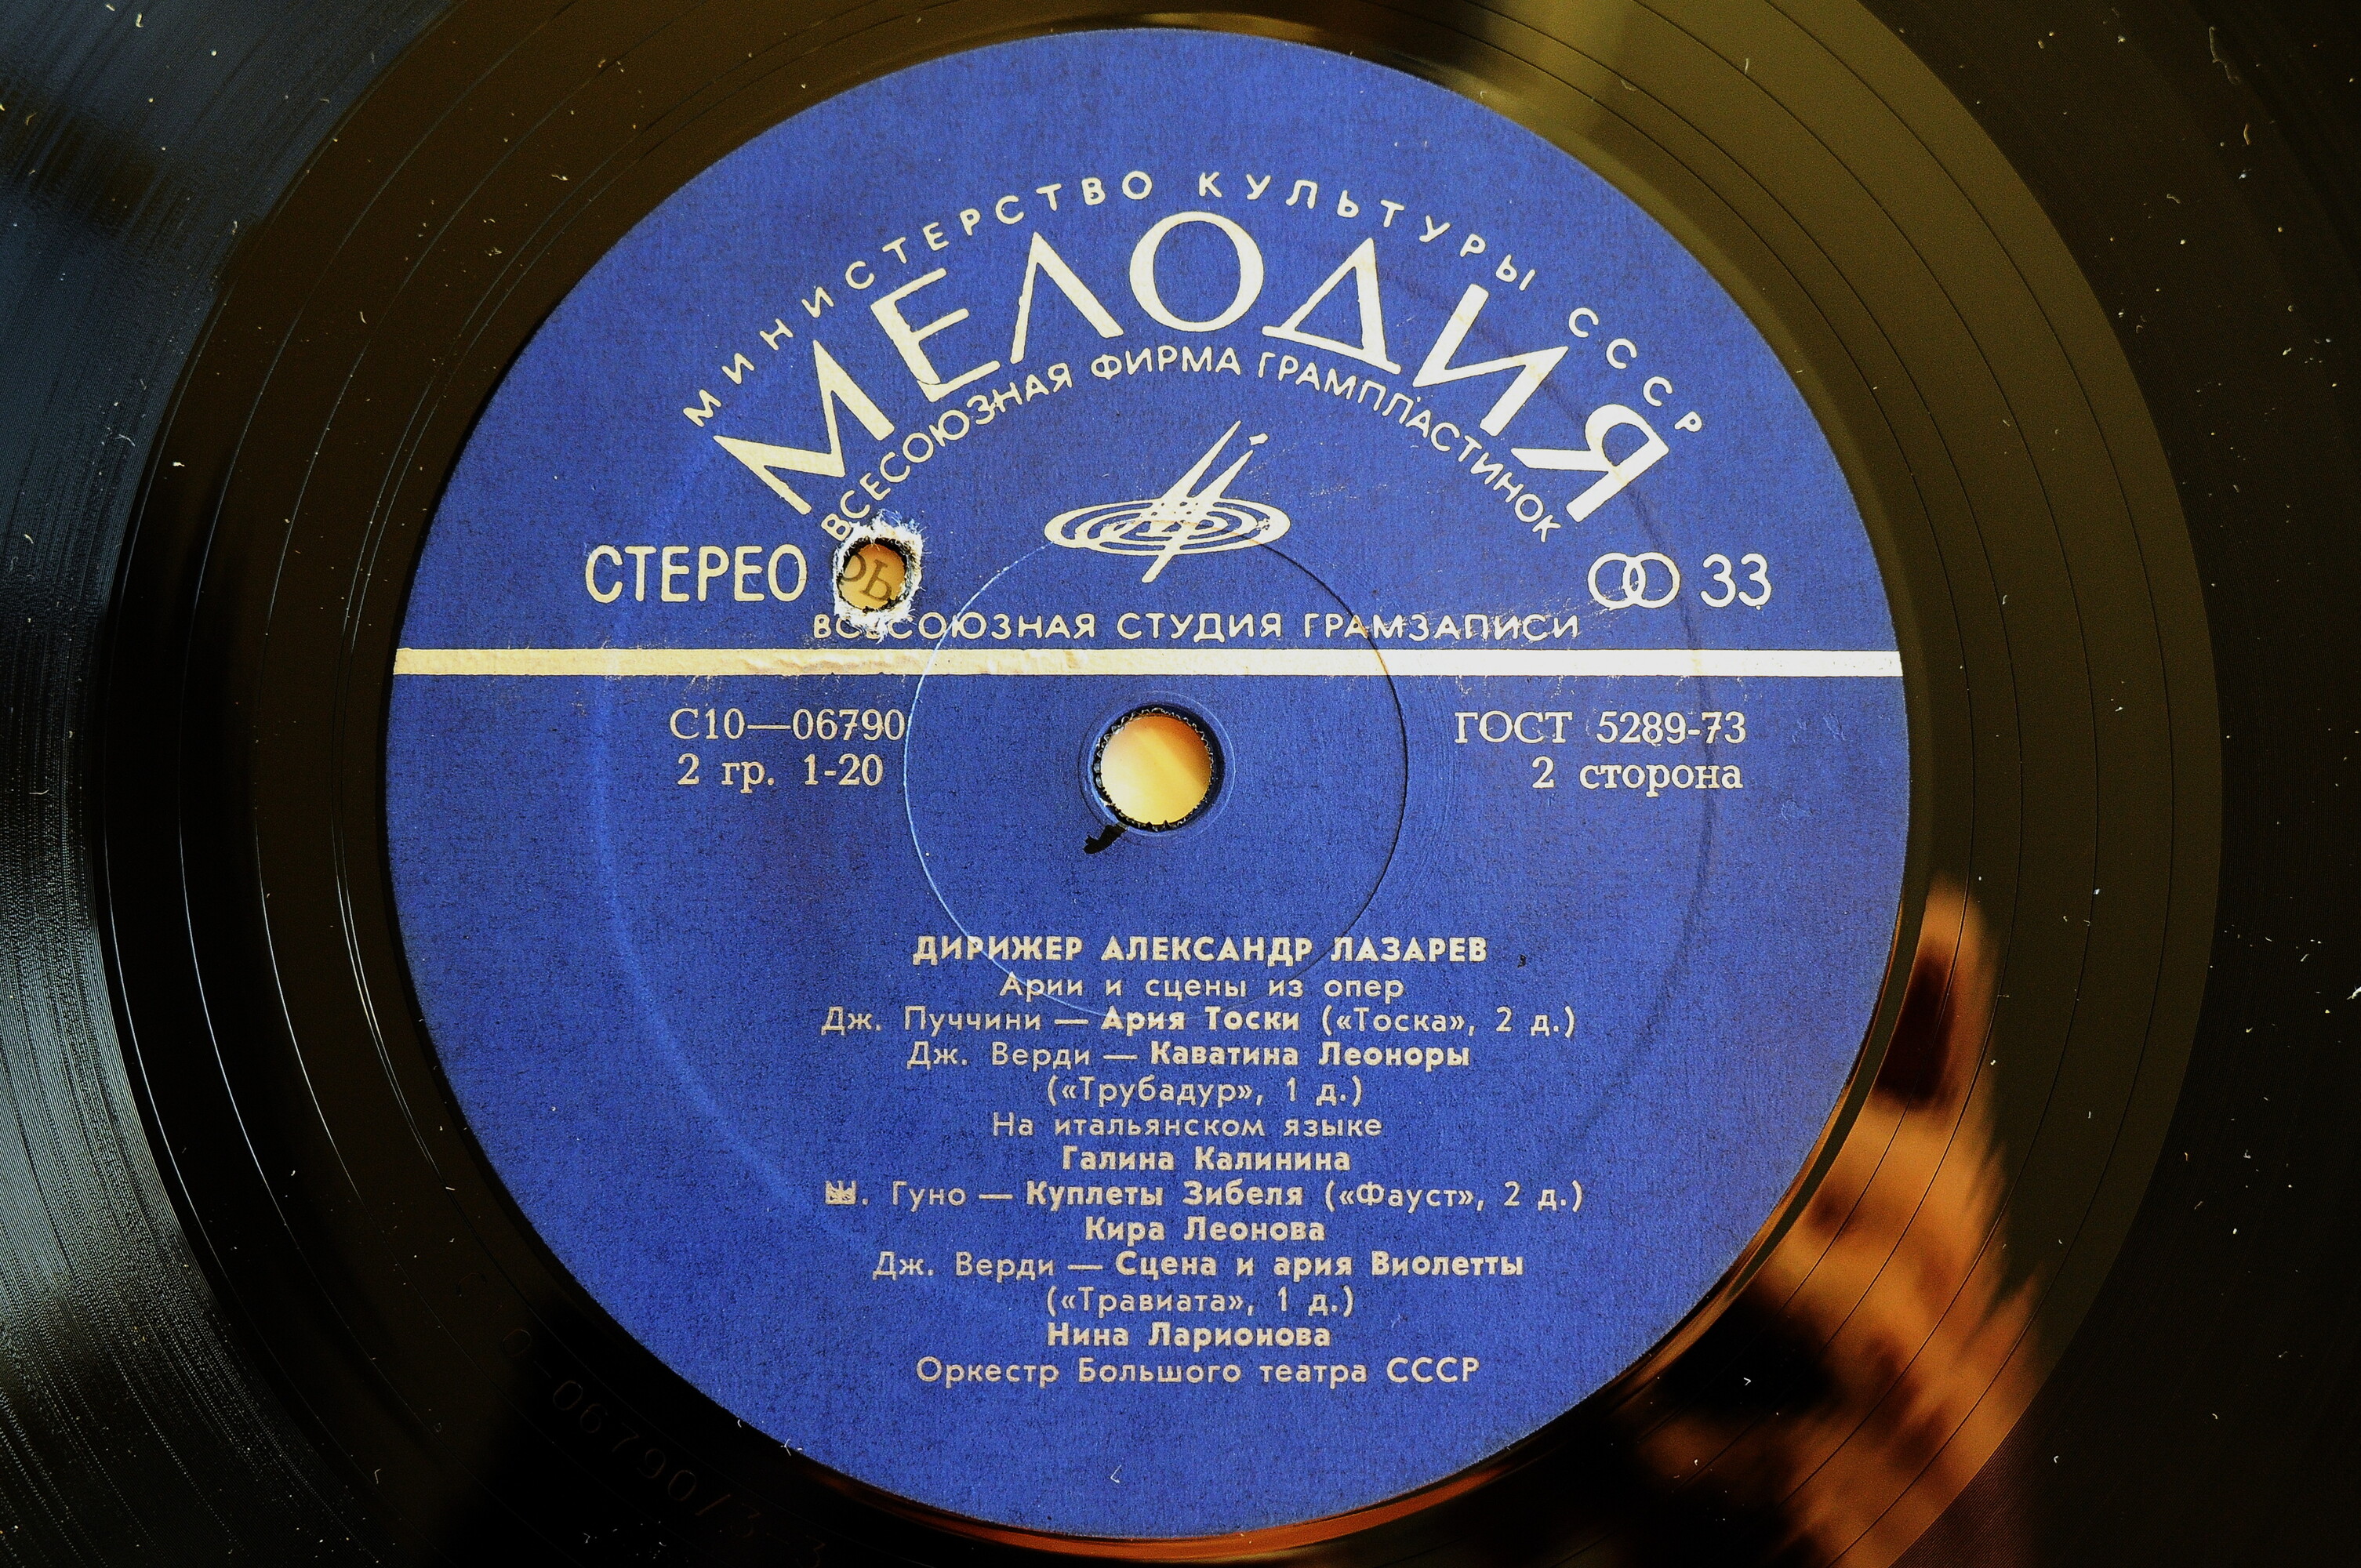 МИНИСТЕРСТВО КУЛЬТУРЫ СССР
МЕЛОДИЯ
ВСЕСОЮЗНАЯ ФИРМА ГРАМПЛАСТИНОК
СТЕРЕО
33
ВСЕСОЮЗНАЯ СТУДИЯ ГРАМЗАПИСИ
С10—06790
ГОСТ 5289-73
2 гр. 1-20
2 сторона
ДИРИЖЕР АЛЕКСАНДР ЛАЗАРЕВ
Арии и сцены из опер
Дж. Пуччини — Ария Тоски («Тоска», 2 д.)
Дж. Верди — Каватина Леоноры
(«Трубадур», 1 д.)
На итальянском языке
Галина Калинина
Ш. Гуно — Куплеты Зибеля («Фауст», 2 д.)
Кира Леонова
Дж. Верди — Сцена и ария Виолетты
(«Травиата», 1 д.)
Нина Ларионова
Оркестр Большого театра СССР